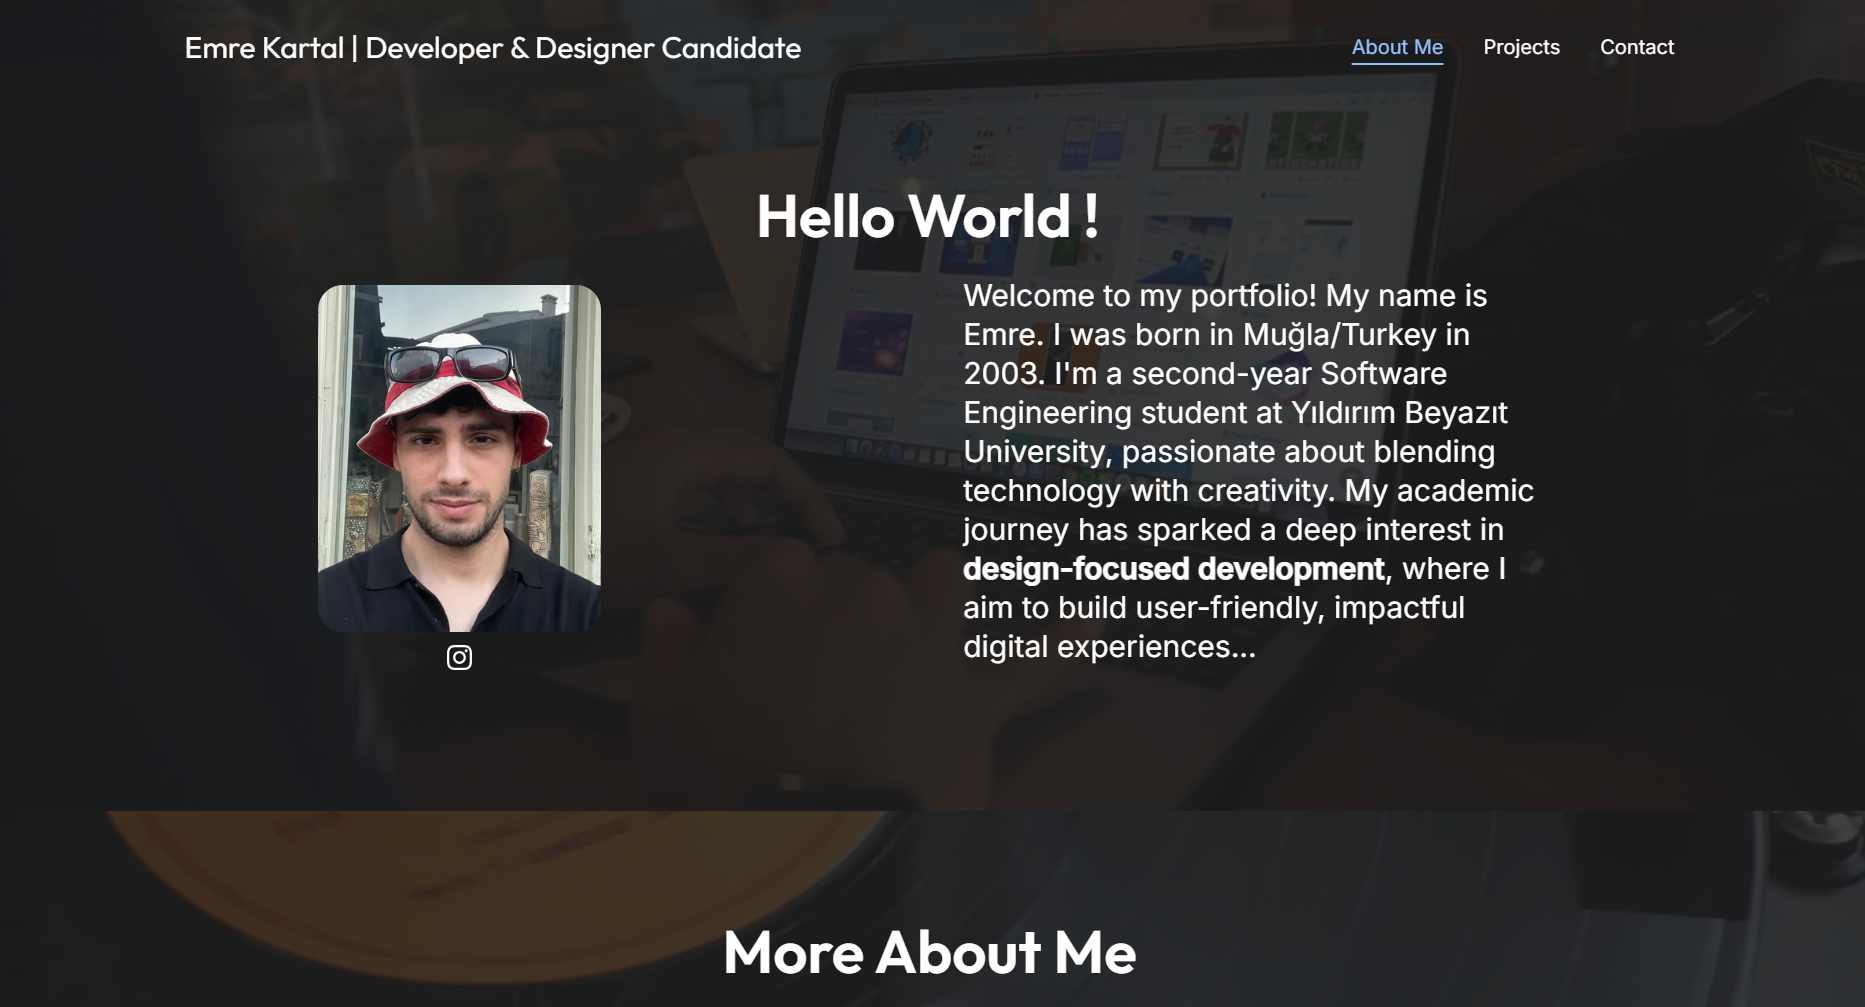 Emre Kartal | Developer & Designer Candidate
About Me
Projects
Contact
Hello World !
Welcome to my portfolio! My name is
Emre. I was born in Muğla/Turkey in
2003. I'm a second-year Software
Engineering student at Yıldırım Beyazıt
University, passionate about blending
technology with creativity. My academic
journey has sparked a deep interest in
design-focused development, where I
aim to build user-friendly, impactful
digital experiences...
More About Me